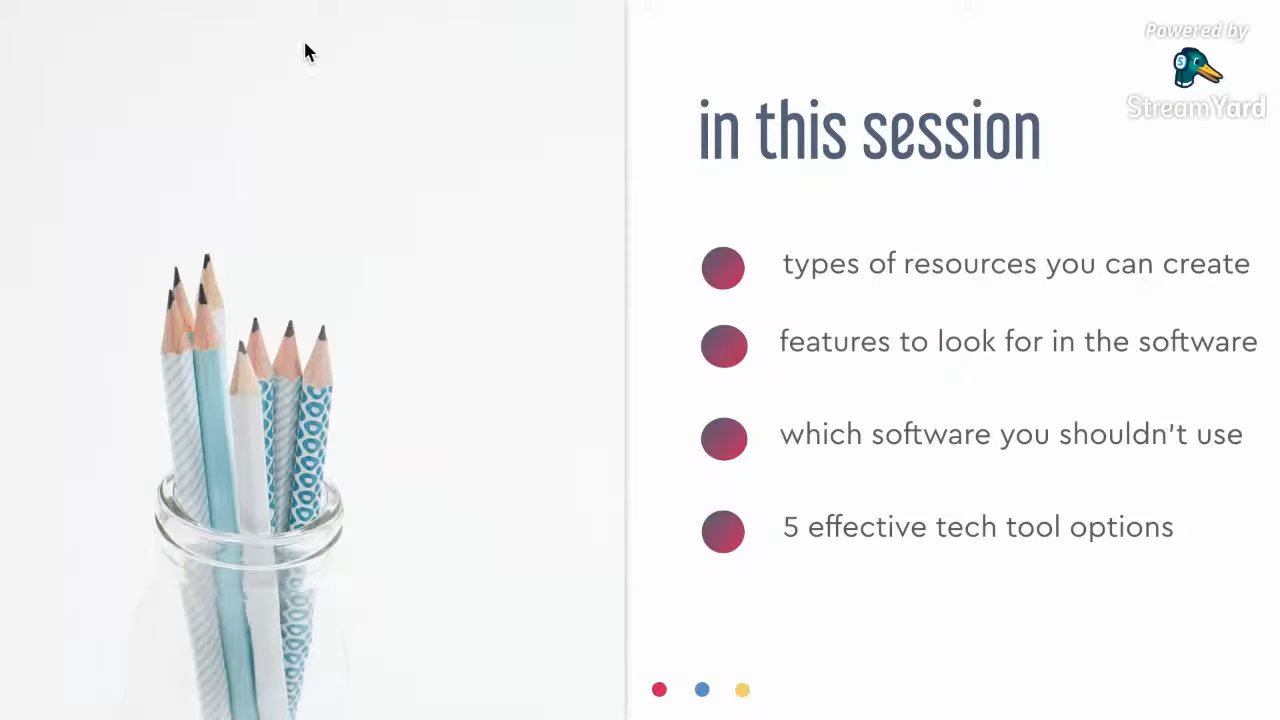 Powered by
StreamYard
in this session
types of resources you can create
features to look for in the software
which software you shouldn't use
5 effective tech tool options